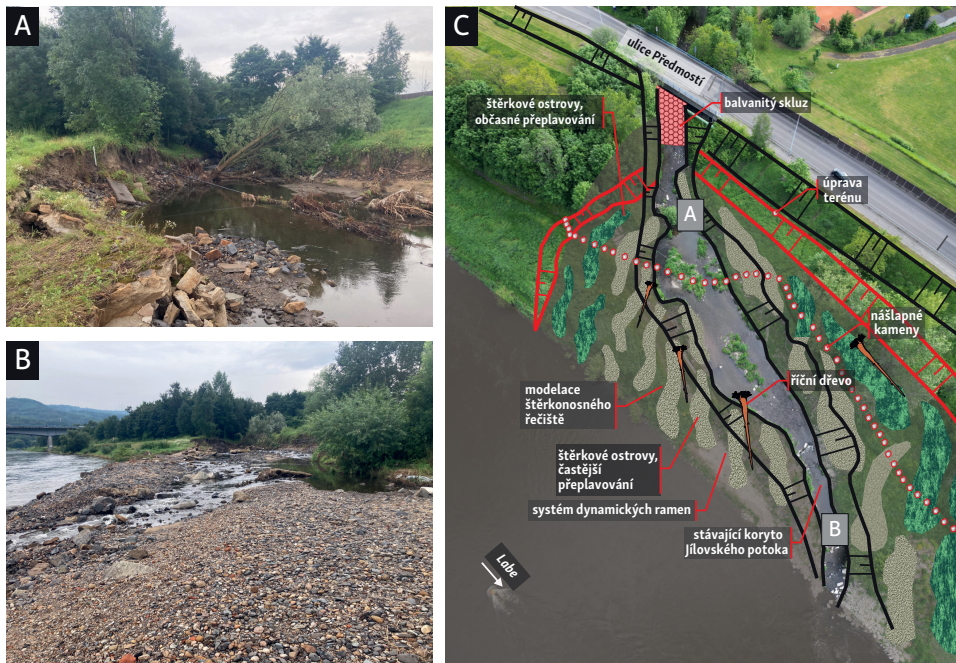 A
B
C
ulice Předmostí
štěrkové ostrovy,
občasné přeplavování
balvanitý skluz
úprava
terénu
A
nášlapné
kameny
modelace
štěrkonosného
řečiště
říční dřevo
štěrkové ostrovy,
častější
přeplavování
systém dynamických ramen
stávající koryto
Jílovského potoka
B
Labe